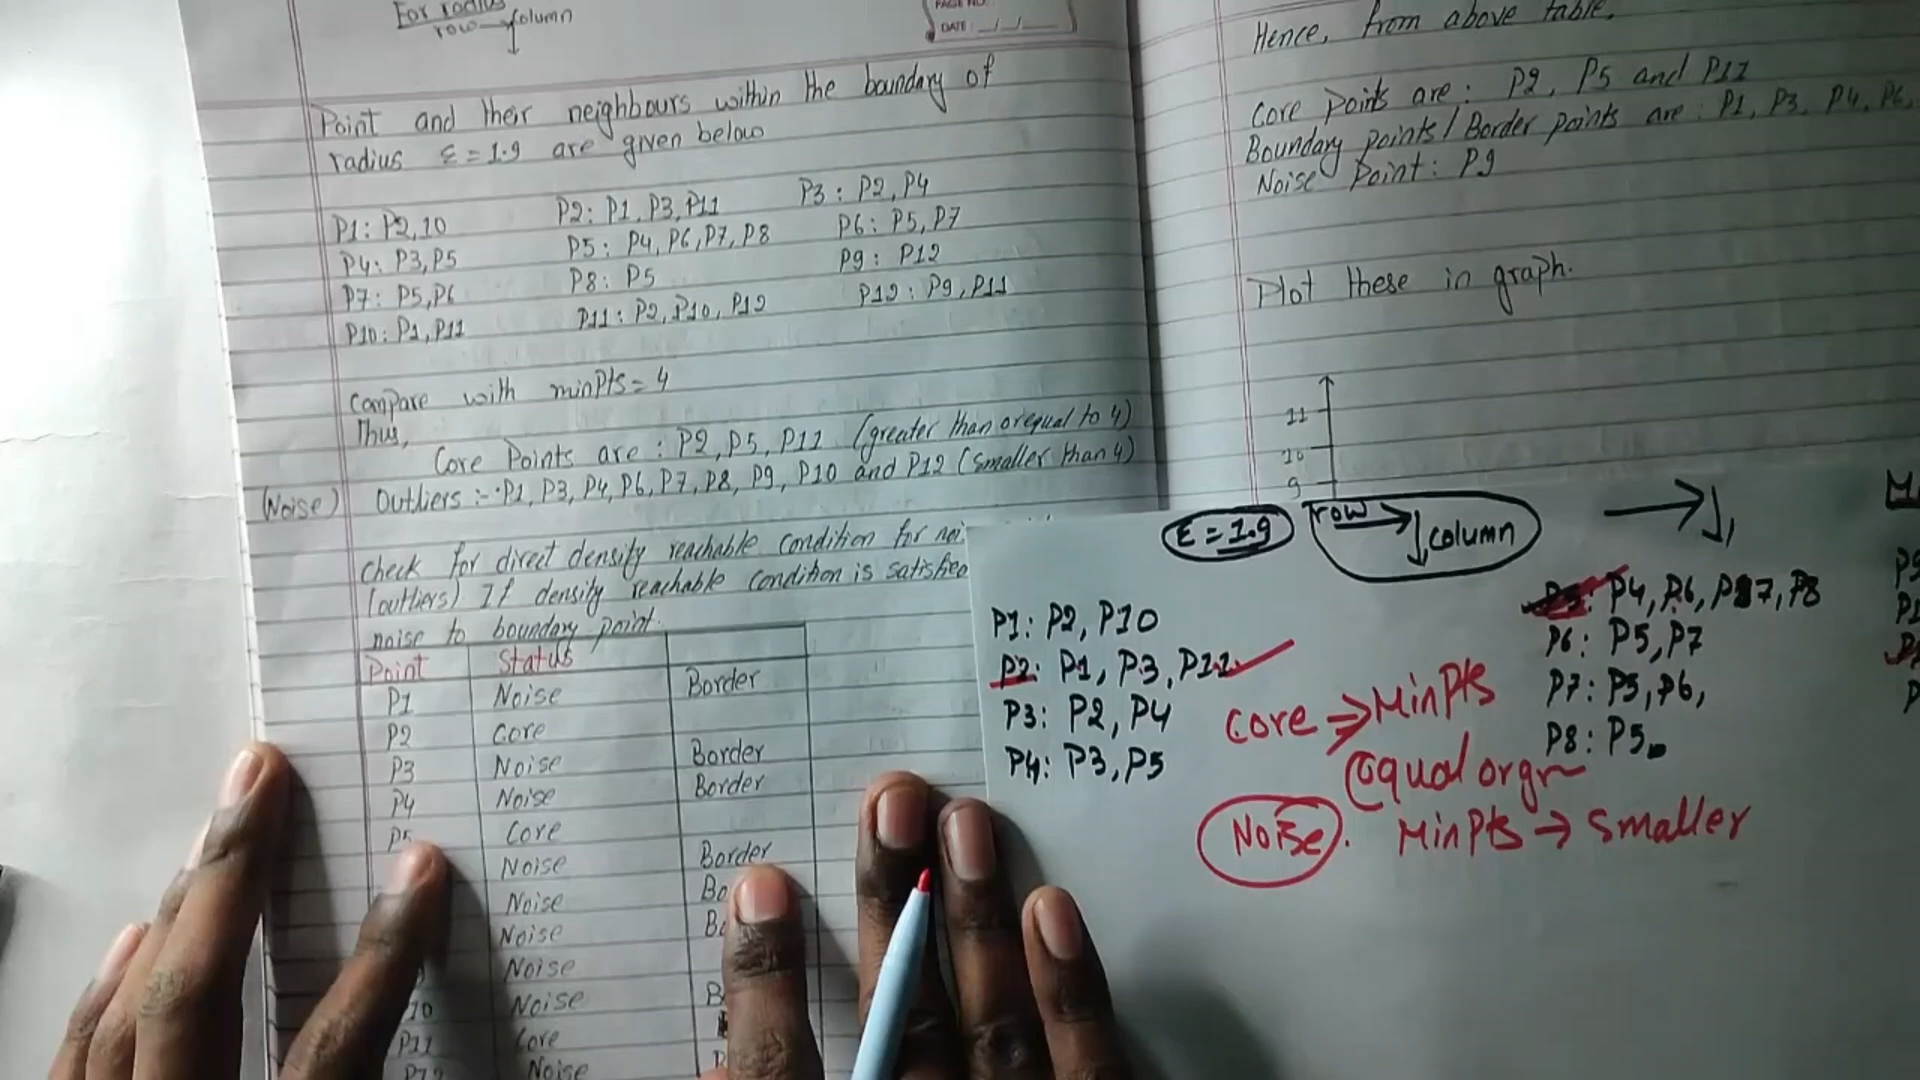 For radius
row column
PAGE NO.
DATE: __/__/__
Point and their neighbours within the boundary of
radius ε = 1.9 are given below
P1: P2, 10 P2: P1, P3, P11 P3: P2, P4
P4: P3, P5 P5: P4, P6, P7, P8 P6: P5, P7
P7: P5, P6 P8: P5 P9: P12
P10: P1, P11 P11: P2, P10, P12 P12: P9, P11
Compare with minPts = 4
Thus,
Core Points are: P2, P5, P11 (greater than or equal to 4)
(Noise) Outliers :- P1, P3, P4, P6, P7, P8, P9, P10 and P12 (Smaller than 4)
Check for direct density reachable condition for
(outliers). If density reachable condition is satisfied
noise to boundary point.
Point Status
P1 Noise Border
P2 Core
P3 Noise Border
P4 Noise Border
P5 Core
Noise Border
Noise Bo
Noise
Noise
10 Noise
P11 Core
P12 Noise
Hence, from above table,
Core points are: P2, P5 and P11
Boundary points / Border points are: P1, P3, P4, P6,
Noise Point: P9
Plot these in graph.
11
10
9
ε = 1.9
row column
P1: P2, P10
P2: P1, P3, P11
P3: P2, P4
P4: P3, P5
P5: P4, P6, P7, P8
P6: P5, P7
P7: P5, P6,
P8: P5
Core → MinPts
equal or gr
Noise. MinPts → Smaller